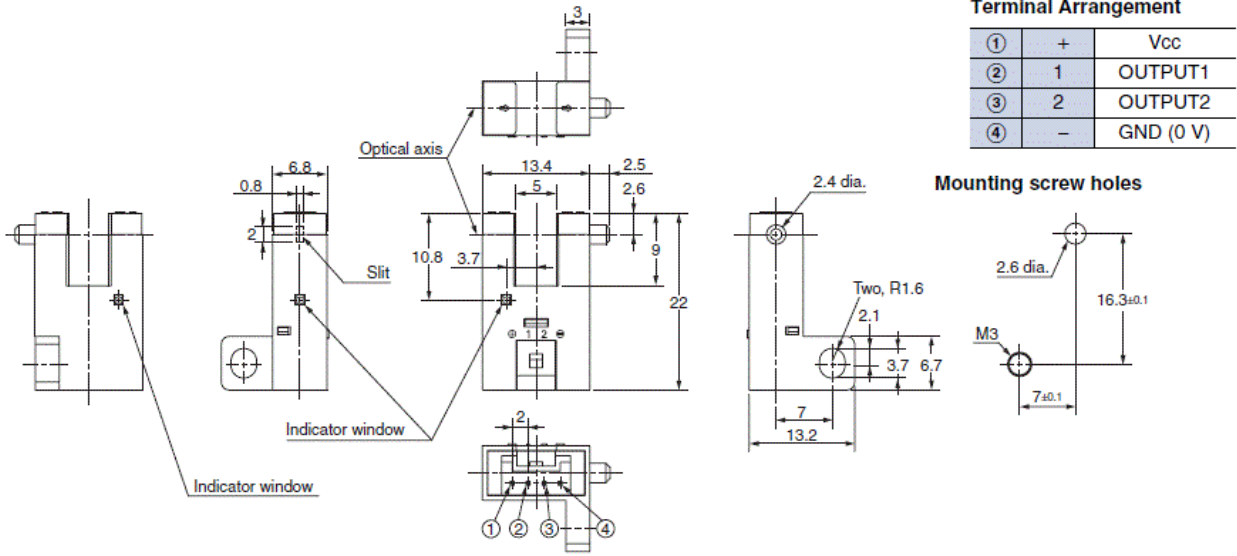 Terminal Arrangement
① + Vcc
② 1 OUTPUT1
③ 2 OUTPUT2
④ − GND (0 V)
3
Optical axis
6.8
0.8
2
Slit
13.4
2.5
5
2.6
10.8
3.7
9
22
⊕ 1 2 ⊖
2.4 dia.
Two, R1.6
2.1
3.7
6.7
7
13.2
Mounting screw holes
2.6 dia.
16.3±0.1
M3
7±0.1
Indicator window
Indicator window
2
① ② ③ ④